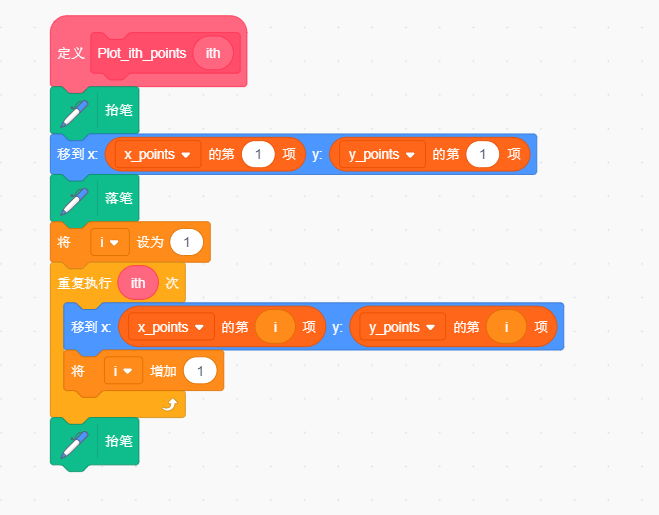 定义 Plot_ith_points ith
抬笔
移到 x: x_points 的第 1 项 y: y_points 的第 1 项
落笔
将 i 设为 1
重复执行 ith 次
移到 x: x_points 的第 i 项 y: y_points 的第 i 项
将 i 增加 1
抬笔